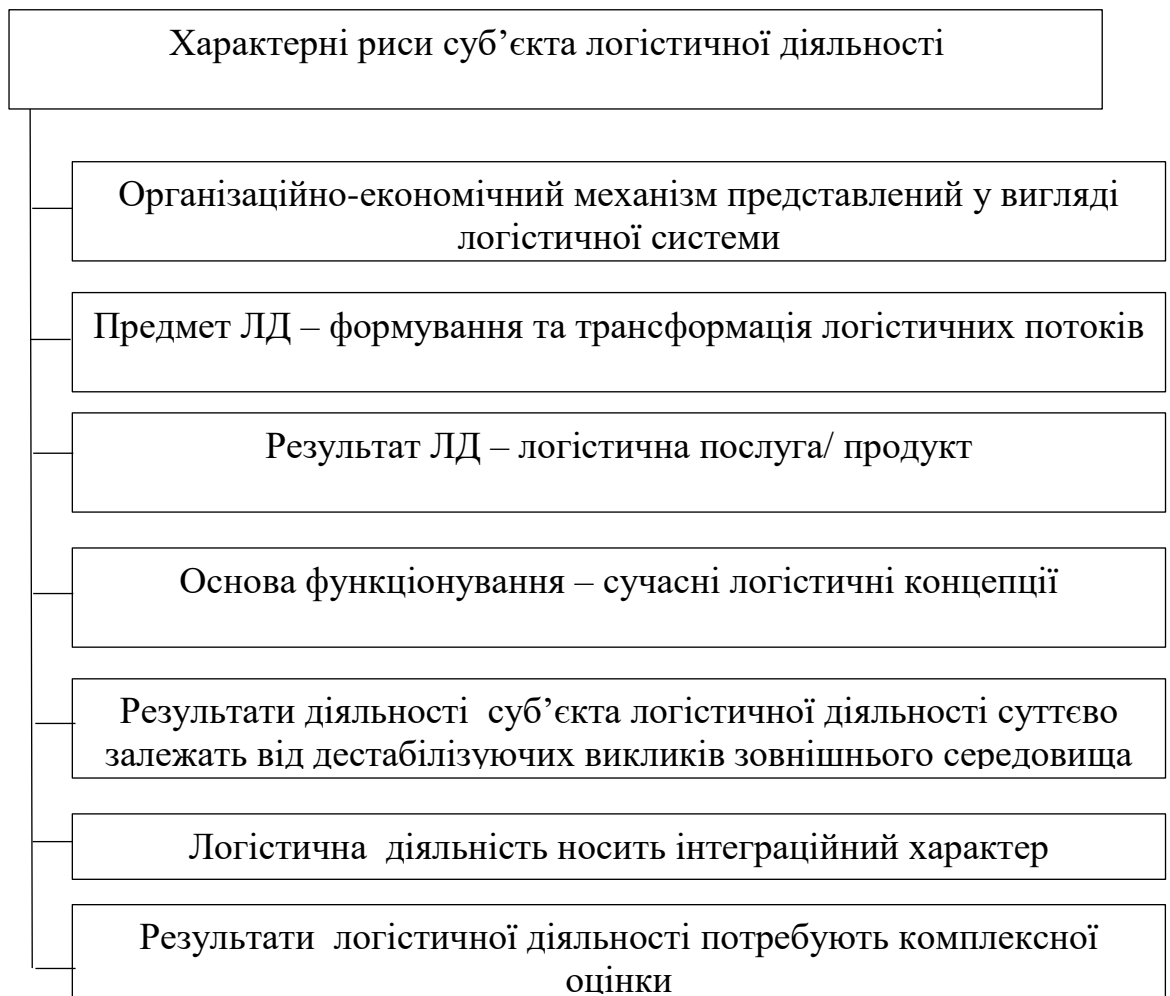 Характерні риси суб’єкта логістичної діяльності
Організаційно-економічний механізм представлений у вигляді
логістичної системи
Предмет ЛД – формування та трансформація логістичних потоків
Результат ЛД – логістична послуга/ продукт
Основа функціонування – сучасні логістичні концепції
Результати діяльності  суб’єкта логістичної діяльності суттєво
залежать від дестабілізуючих викликів зовнішнього середовища
Логістична  діяльність носить інтеграційний характер
Результати  логістичної діяльності потребують комплексної
оцінки